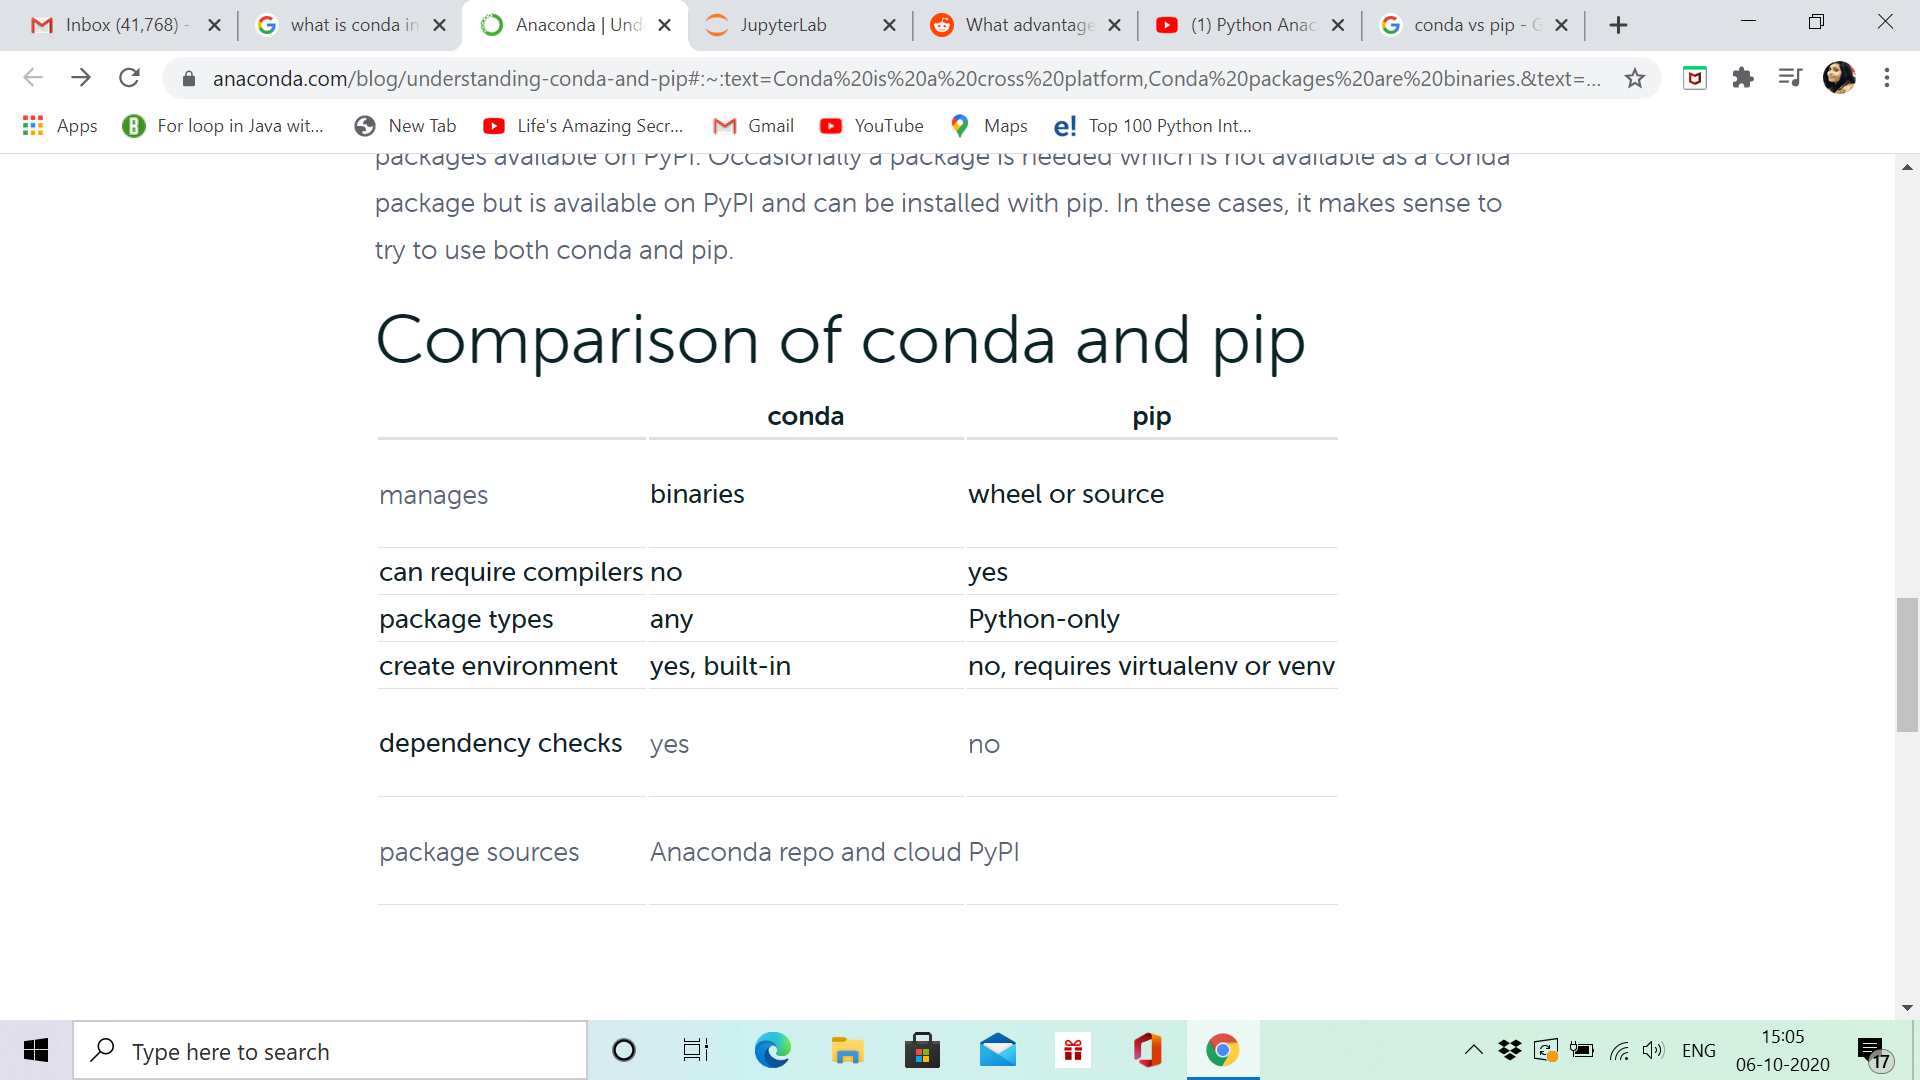 Inbox (41,768) -
what is conda in
Anaconda | Und
JupyterLab
What advantage
(1) Python Anac
conda vs pip - G
anaconda.com/blog/understanding-conda-and-pip#:~:text=Conda%20is%20a%20cross%20platform,Conda%20packages%20are%20binaries.&text=...
Apps
For loop in Java wit...
New Tab
Life's Amazing Secr...
Gmail
YouTube
Maps
e! Top 100 Python Int...
packages available on PyPI. Occasionally a package is needed which is not available as a conda
package but is available on PyPI and can be installed with pip. In these cases, it makes sense to
try to use both conda and pip.
Comparison of conda and pip
conda pip
manages binaries wheel or source
can require compilers no yes
package types any Python-only
create environment yes, built-in no, requires virtualenv or venv
dependency checks yes no
package sources Anaconda repo and cloud PyPI
Type here to search
ENG
15:05
06-10-2020
17